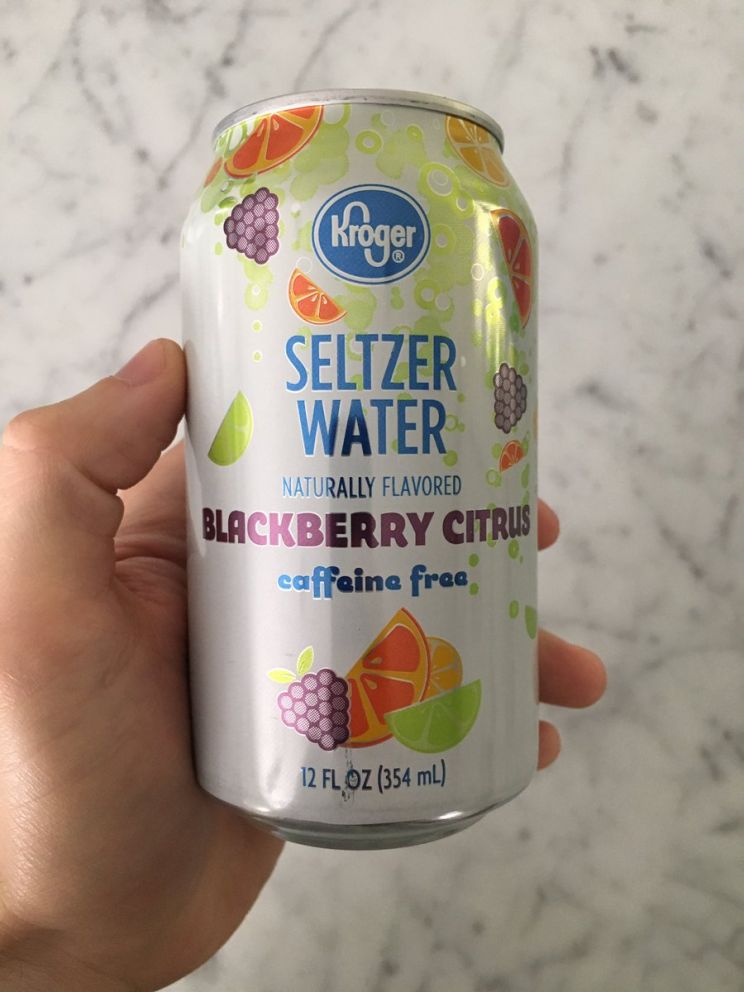 Kroger®
SELTZER
WATER
NATURALLY FLAVORED
BLACKBERRY CITRUS
caffeine free
12 FL OZ (354 mL)